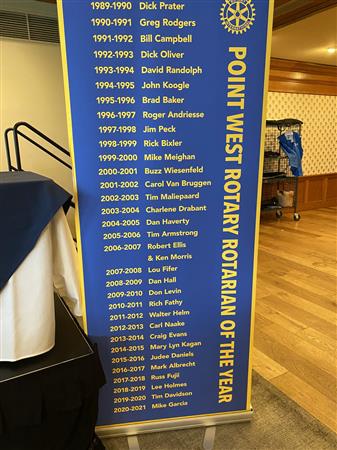 1989-1990 Dick Prater
1990-1991 Greg Rodgers
1991-1992 Bill Campbell
1992-1993 Dick Oliver
1993-1994 David Randolph
1994-1995 John Koogle
1995-1996 Brad Baker
1996-1997 Roger Andriesse
1997-1998 Jim Peck
1998-1999 Rick Bixler
1999-2000 Mike Meighan
2000-2001 Buzz Wiesenfeld
2001-2002 Carol Van Bruggen
2002-2003 Tim Maliepaard
2003-2004 Charlene Drabant
2004-2005 Dan Haverty
2005-2006 Tim Armstrong
2006-2007 Robert Ellis
& Ken Morris
2007-2008 Lou Fifer
2008-2009 Dan Hall
2009-2010 Don Levin
2010-2011 Rich Fathy
2011-2012 Walter Helm
2012-2013 Carl Naake
2013-2014 Craig Evans
2014-2015 Mary Lyn Kagan
2015-2016 Judee Daniels
2016-2017 Mark Albrecht
2017-2018 Russ Fujii
2018-2019 Lee Holmes
2019-2020 Tim Davidson
2020-2021 Mike Garcia
POINT WEST ROTARY ROTARIAN OF THE YEAR